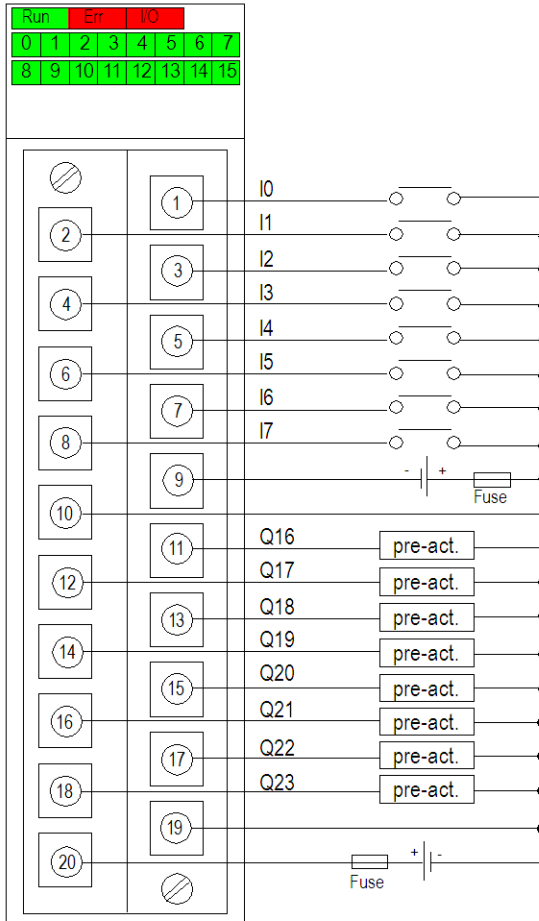 Run Err I/O
0 1 2 3 4 5 6 7
8 9 10 11 12 13 14 15
1 I0
2 I1
3 I2
4 I3
5 I4
6 I5
7 I6
8 I7
9 - +
Fuse
10
11 Q16 pre-act.
12 Q17 pre-act.
13 Q18 pre-act.
14 Q19 pre-act.
15 Q20 pre-act.
16 Q21 pre-act.
17 Q22 pre-act.
18 Q23 pre-act.
19
20 + -
Fuse